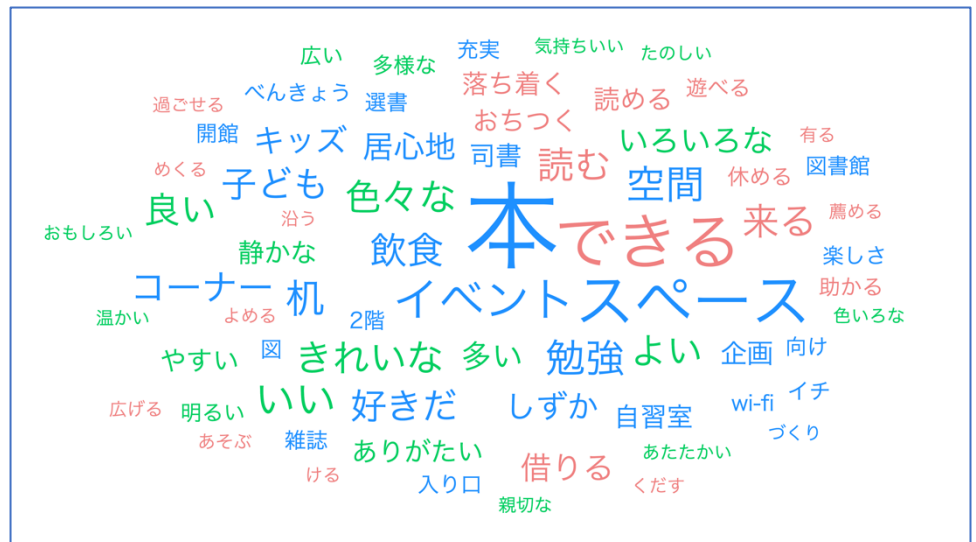 広い
多様な
充実
気持ちいい
たのしい
過ごせる
べんきょう
選書
落ち着く
読める
遊べる
開館
キッズ
居心地
おちつく
司書
読む
いろいろな
有る
めくる
子ども
色々な
空間
休める
図書館
おもしろい
良い
沿う
静かな
飲食
本
できる
来る
薦める
楽しさ
コーナー
机
イベント
スペース
助かる
温かい
よめる
2階
色いろな
やすい
図
きれいな
多い
勉強
よい
企画
向け
広げる
明るい
いい
好きだ
しずか
自習室
wi-fi
イチ
あそぶ
雑誌
ありがたい
借りる
あたたかい
づくり
ける
入り口
くだす
親切な